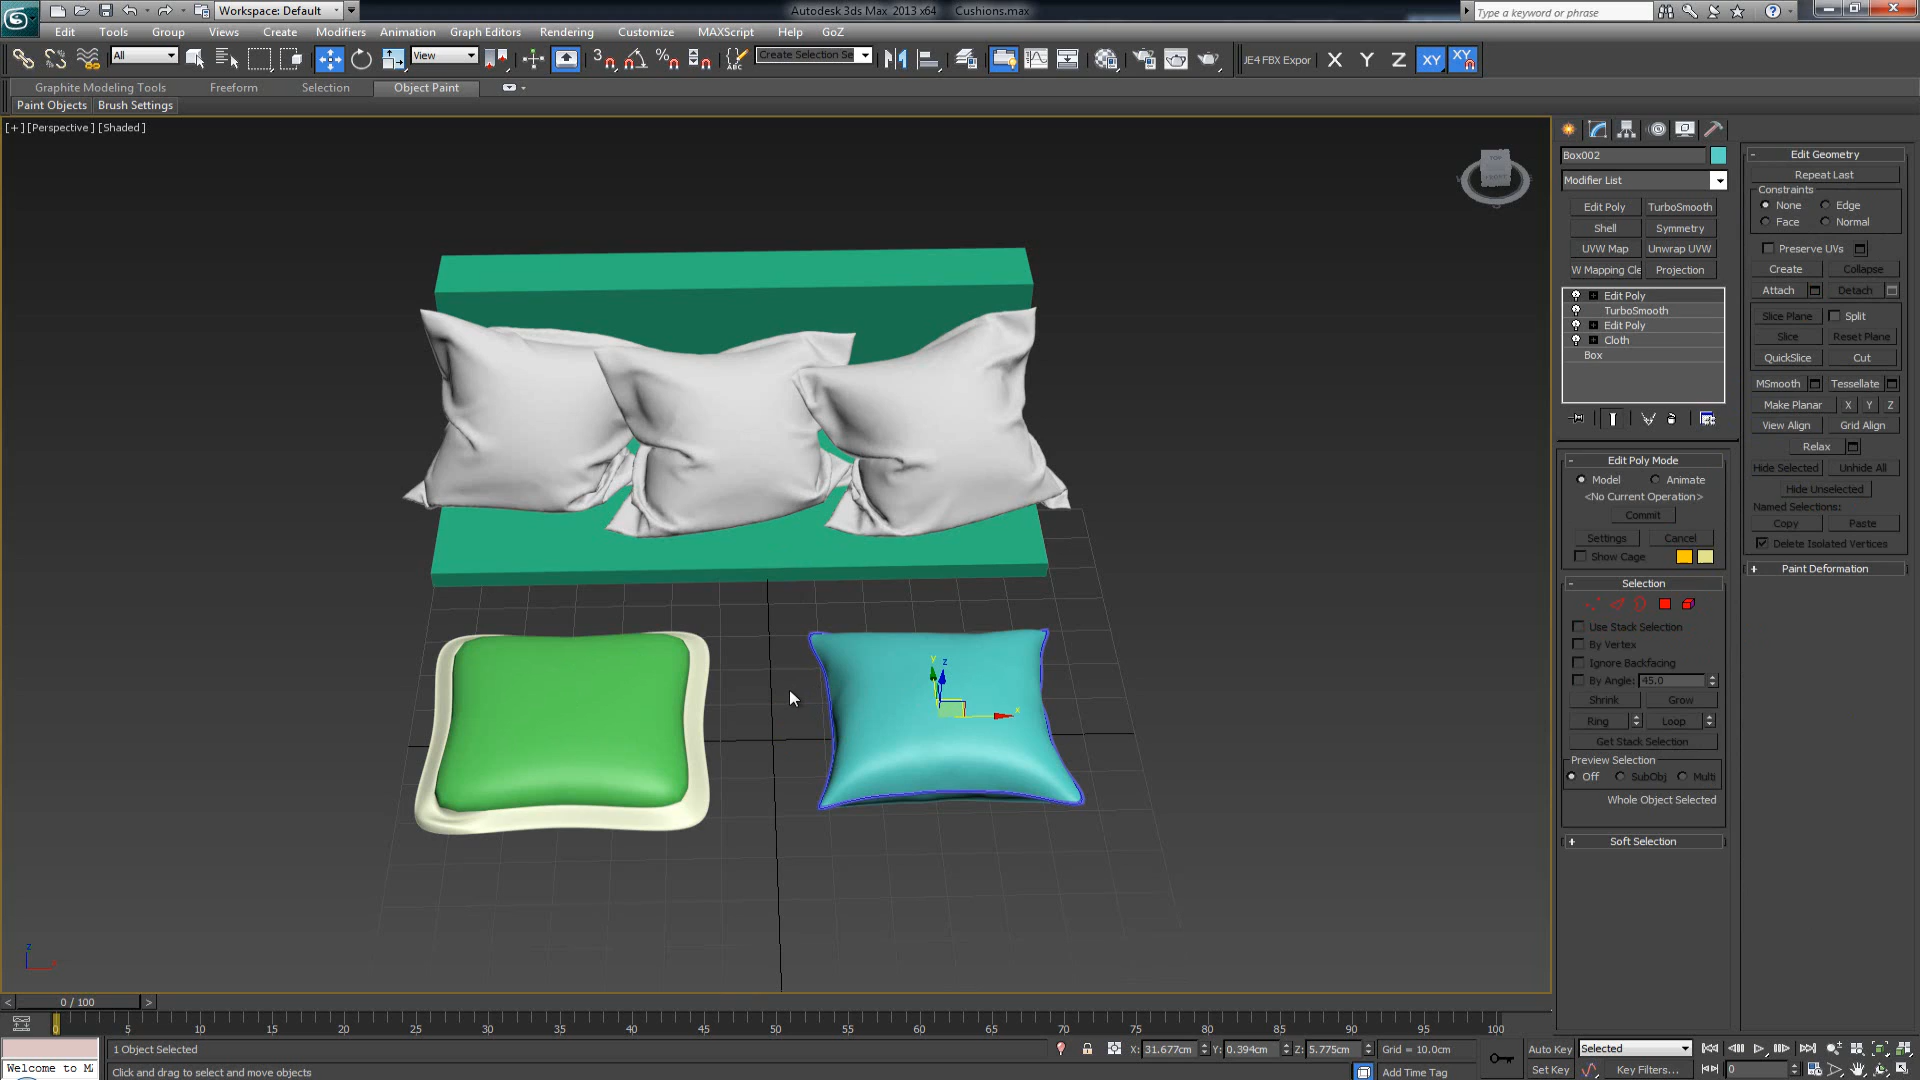 Workspace: Default
Autodesk 3ds Max 2013 x64 Cushions.max
Type a keyword or phrase
Edit Tools Group Views Create Modifiers Animation Graph Editors Rendering Customize MAXScript Help GoZ
All View 3 Create Selection Se JE4 FBX Expor X Y Z XY XY
Graphite Modeling Tools Freeform Selection Object Paint
Paint Objects Brush Settings
[+] [Perspective] [Shaded]
TOP
Box002
Modifier List
Edit Poly TurboSmooth
Shell Symmetry
UVW Map Unwrap UVW
W Mapping Cle Projection
Edit Poly
TurboSmooth
Edit Poly
Cloth
Box
- Edit Poly Mode
Model Animate
<No Current Operation>
Commit
Settings Cancel
Show Cage
- Selection
Use Stack Selection
By Vertex
Ignore Backfacing
By Angle: 45.0
Shrink Grow
Ring Loop
Get Stack Selection
Preview Selection
Off SubObj Multi
Whole Object Selected
+ Soft Selection
- Edit Geometry
Repeat Last
Constraints
None Edge
Face Normal
Preserve UVs
Create Collapse
Attach Detach
Slice Plane Split
Slice Reset Plane
QuickSlice Cut
MSmooth Tessellate
Make Planar X Y Z
View Align Grid Align
Relax
Hide Selected Unhide All
Hide Unselected
Named Selections:
Copy Paste
Delete Isolated Vertices
+ Paint Deformation
y z
x
z
< 0 / 100 >
0 5 10 15 20 25 30 35 40 45 50 55 60 65 70 75 80 85 90 95 100
1 Object Selected X: 31.677cm Y: 0.394cm Z: 5.775cm Grid = 10.0cm Auto Key Selected
Welcome to M Click and drag to select and move objects Add Time Tag Set Key Key Filters... 0